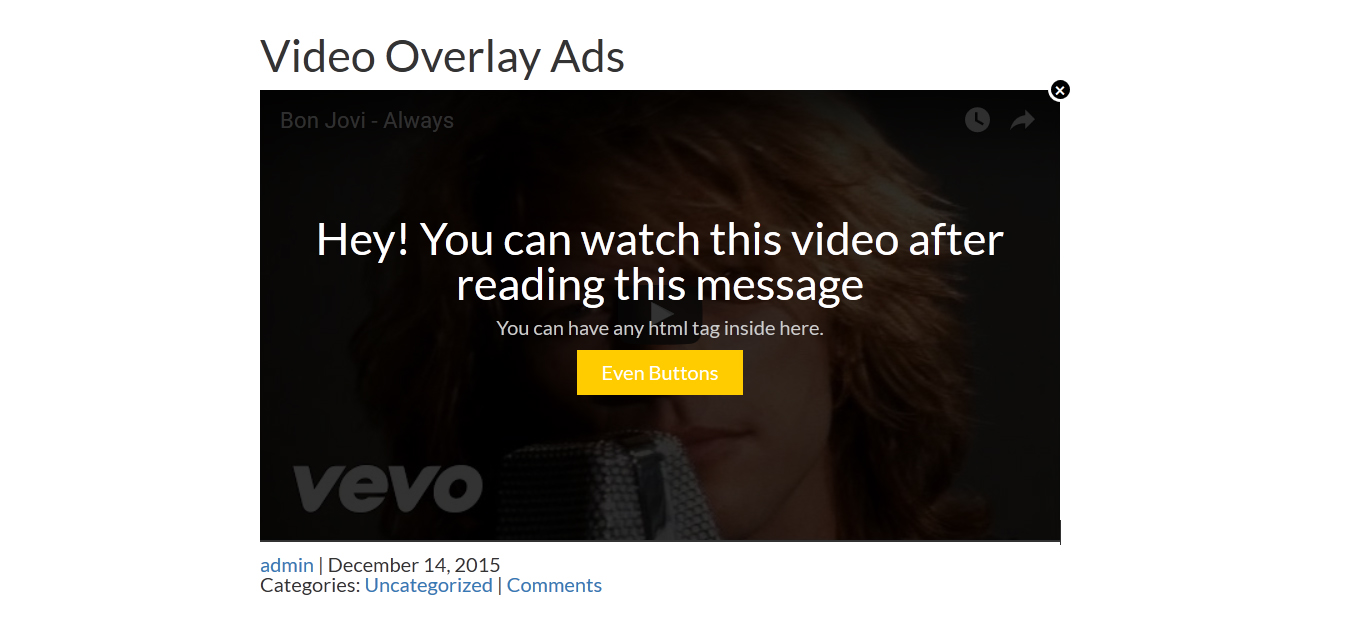 Video Overlay Ads
Bon Jovi - Always
Hey! You can watch this video after
reading this message
You can have any html tag inside here.
Even Buttons
vevo
admin | December 14, 2015
Categories: Uncategorized | Comments